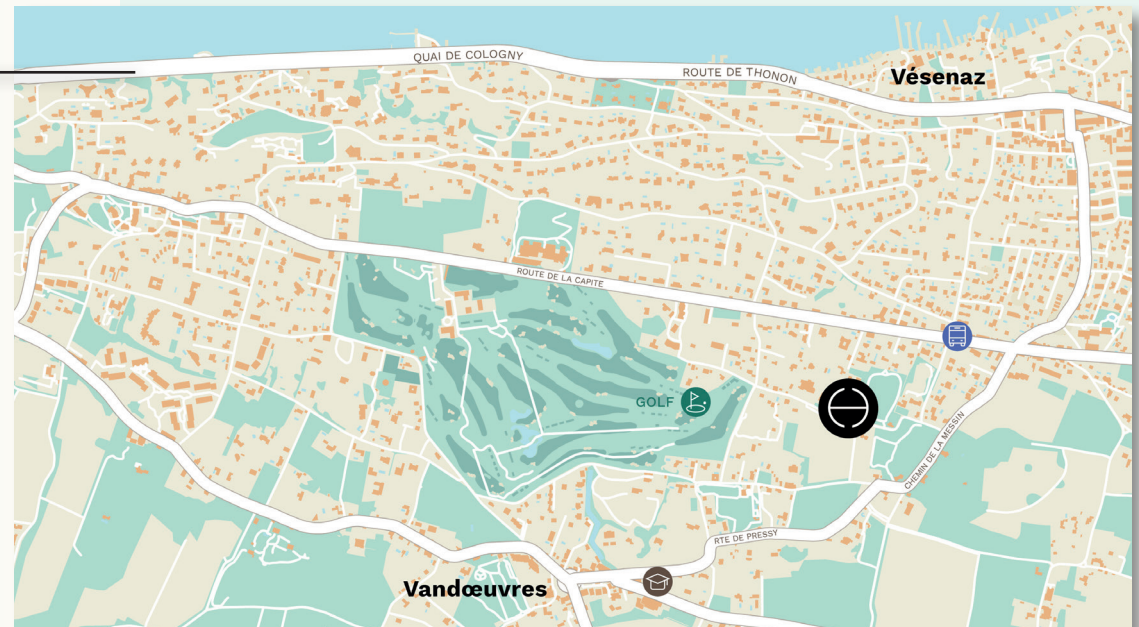 QUAI DE COLOGNY
ROUTE DE THONON
Vésenaz
ROUTE DE LA CAPITE
GOLF
CHEMIN DE LA MESSIN
RTE DE PRESSY
Vandœuvres